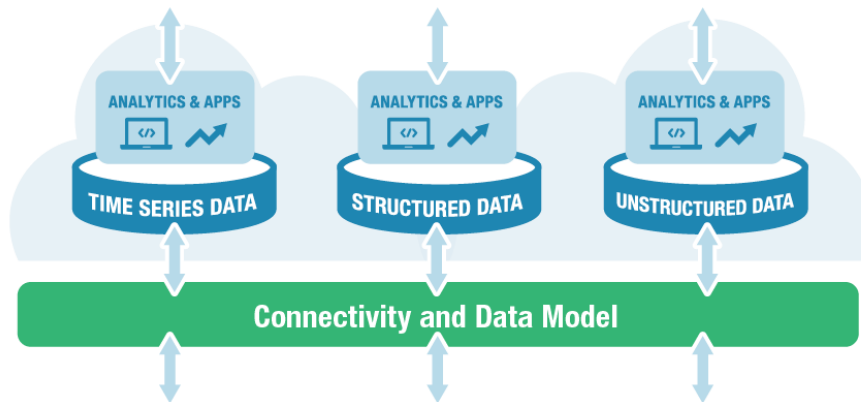 ANALYTICS & APPS
</>
TIME SERIES DATA
ANALYTICS & APPS
</>
STRUCTURED DATA
ANALYTICS & APPS
</>
UNSTRUCTURED DATA
Connectivity and Data Model